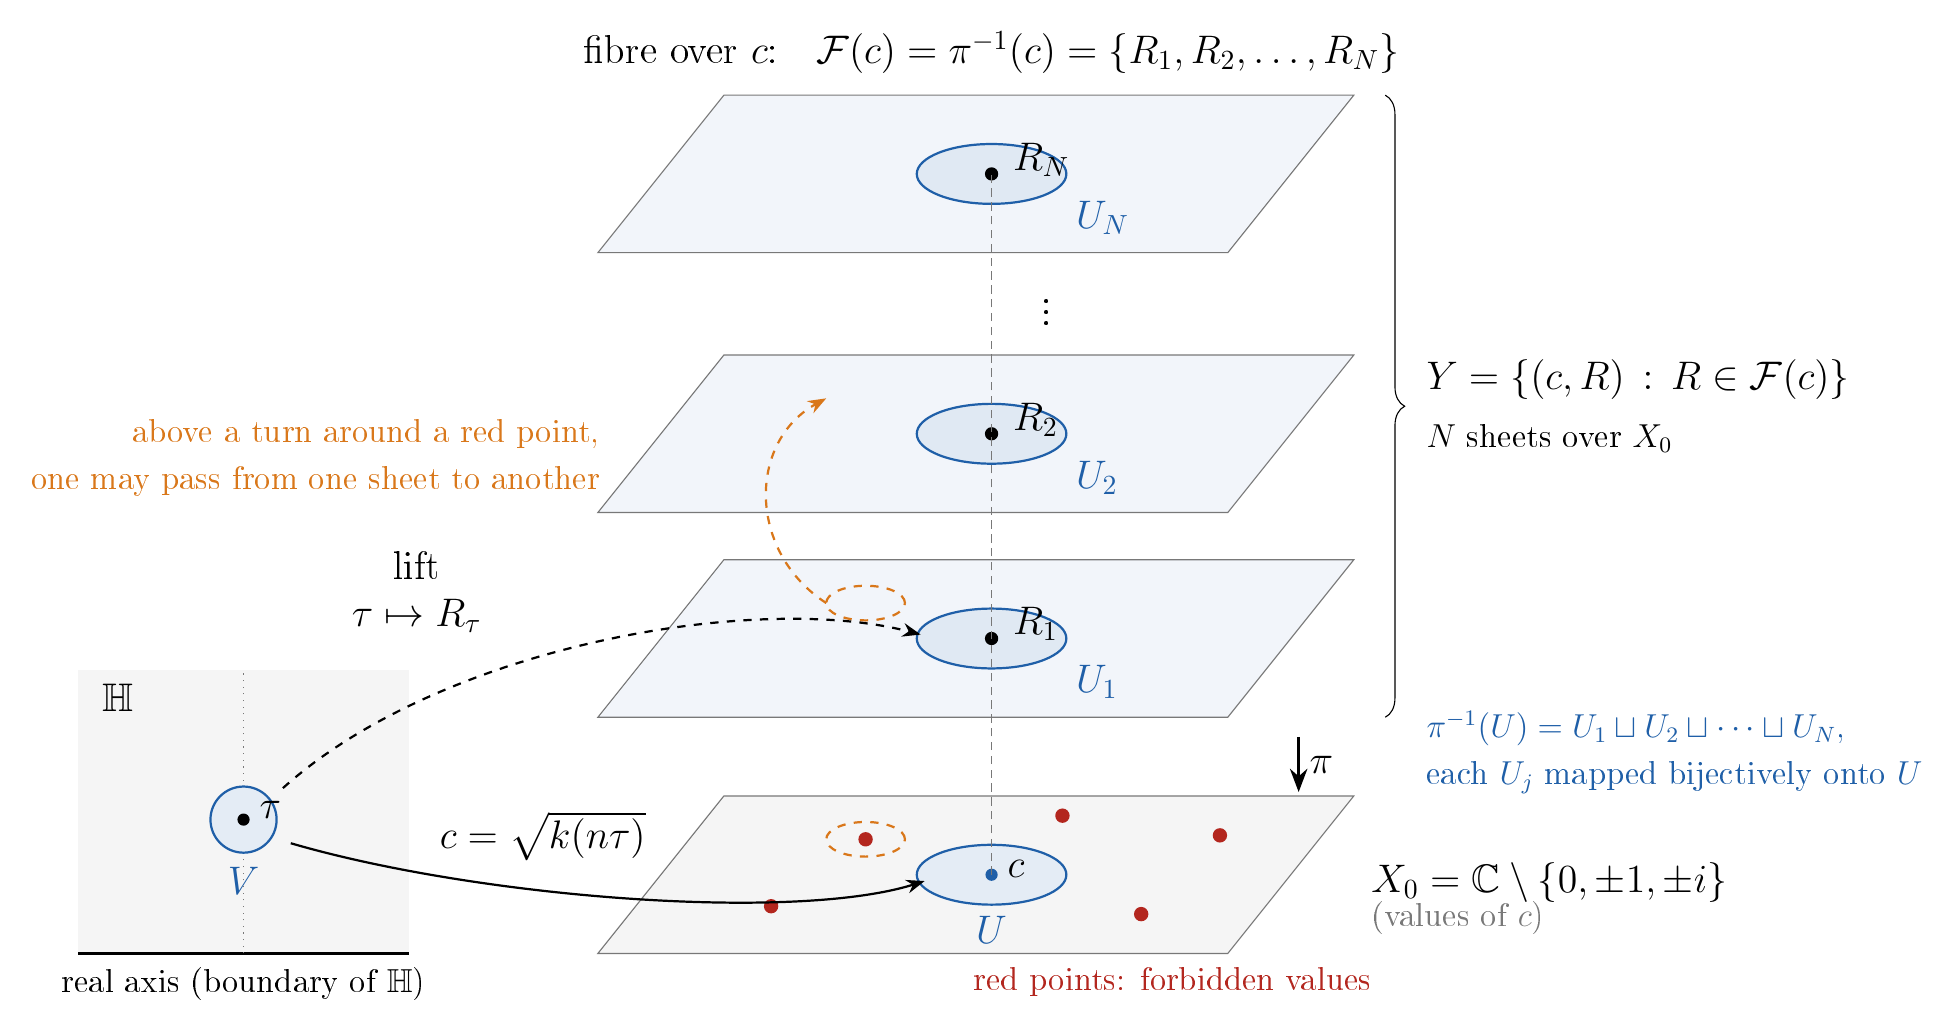 fibre over c:   𝓕(c) = π⁻¹(c) = {R₁, R₂, …, R_N}
R_N
U_N
⋮
Y = {(c, R) : R ∈ 𝓕(c)}
N sheets over X₀
R₂
U₂
above a turn around a red point,
one may pass from one sheet to another
lift
τ ↦ R_τ
R₁
U₁
ℍ
π⁻¹(U) = U₁ ⊔ U₂ ⊔ ⋯ ⊔ U_N,
each U_j mapped bijectively onto U
π
τ
V
c = √k(nτ)
c
U
X₀ = ℂ \ {0, ±1, ±i}
(values of c)
real axis (boundary of ℍ)
red points: forbidden values